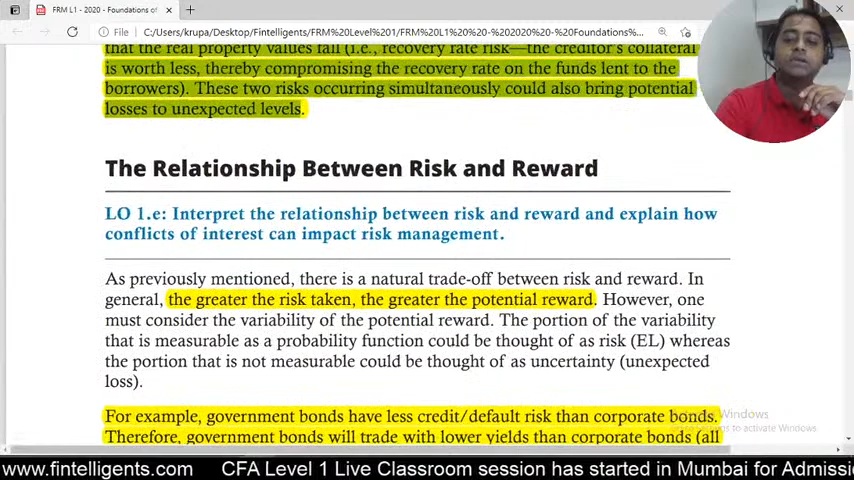 FRM L1 - 2020 - Foundations of
File
C:/Users/krupa/Desktop/Fintelligents/FRM%20Level%201/FRM%20L1%20%20-%202020%20-%20Foundations%...
that the real property values fall (i.e., recovery rate risk—the creditor's collateral
is worth less, thereby compromising the recovery rate on the funds lent to the
borrowers). These two risks occurring simultaneously could also bring potential
losses to unexpected levels.
The Relationship Between Risk and Reward
LO 1.e: Interpret the relationship between risk and reward and explain how
conflicts of interest can impact risk management.
As previously mentioned, there is a natural trade-off between risk and reward. In
general, the greater the risk taken, the greater the potential reward. However, one
must consider the variability of the potential reward. The portion of the variability
that is measurable as a probability function could be thought of as risk (EL) whereas
the portion that is not measurable could be thought of as uncertainty (unexpected
loss).
For example, government bonds have less credit/default risk than corporate bonds.
Therefore, government bonds will trade with lower yields than corporate bonds (all
Activate Windows
to activate Windows.
www.fintelligents.com CFA Level 1 Live Classroom session has started in Mumbai for Admissio